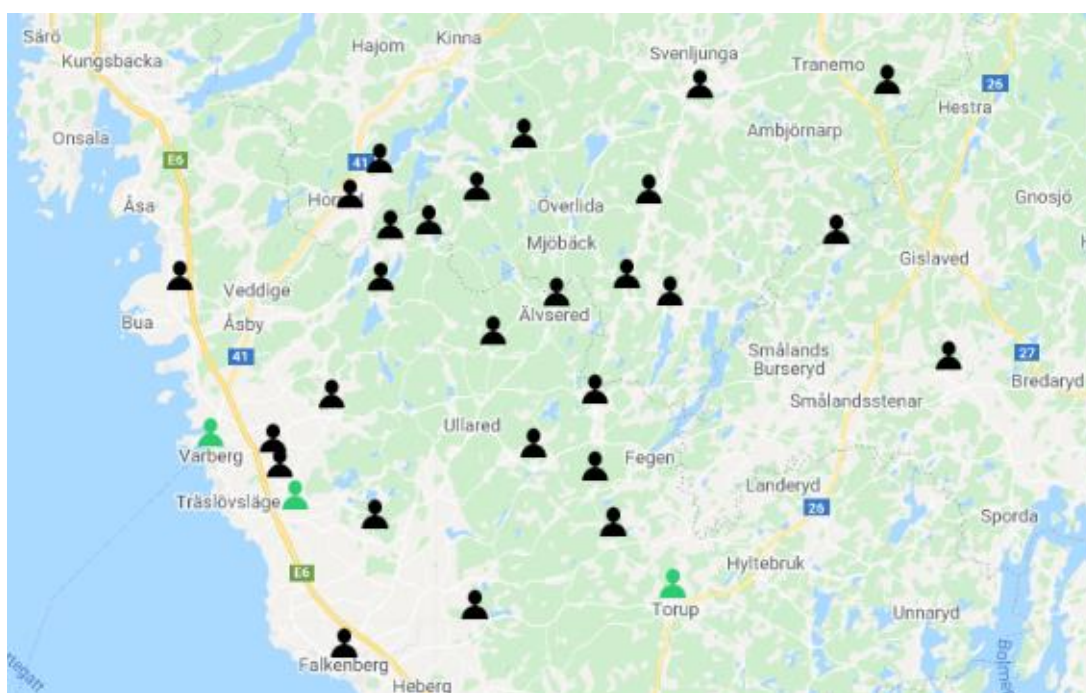 Särö
Kungsbacka
Hajom
Kinna
Svenljunga
Tranemo
26
Hestra
Onsala
E6
41
Ambjörnarp
Åsa
Överlida
Gnosjö
Mjöbäck
Gislaved
Veddige
Bua
Åsby
Älvsered
41
Smålands
Burseryd
27
Bredaryd
Smålandsstenar
Ullared
Varberg
Fegen
Träslövsläge
Landeryd
26
Sporda
E6
Hyltebruk
Torup
Unnaryd
Falkenberg
Heberg